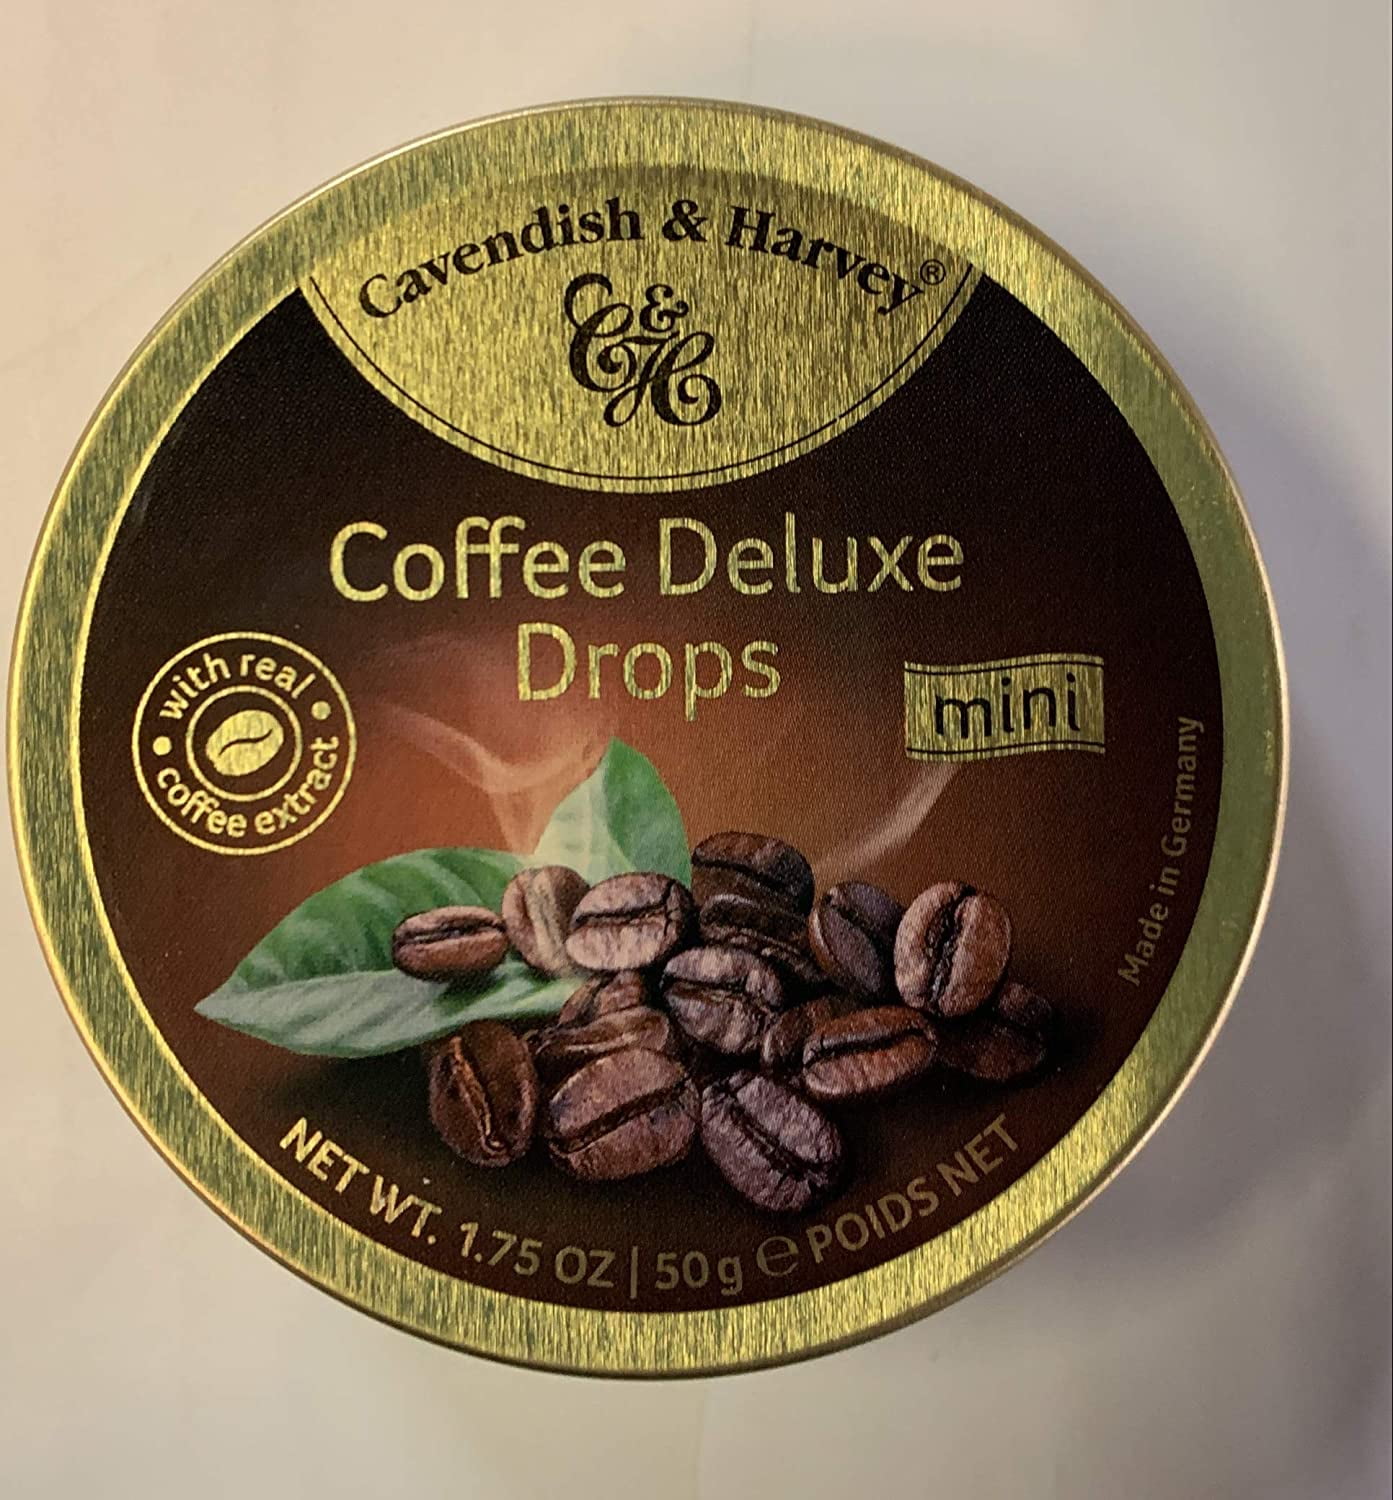 Cavendish & Harvey®
C&H
Coffee Deluxe
Drops
mini
with real
coffee extract
Made in Germany
NET WT. 1.75 OZ | 50 g ℮ POIDS NET